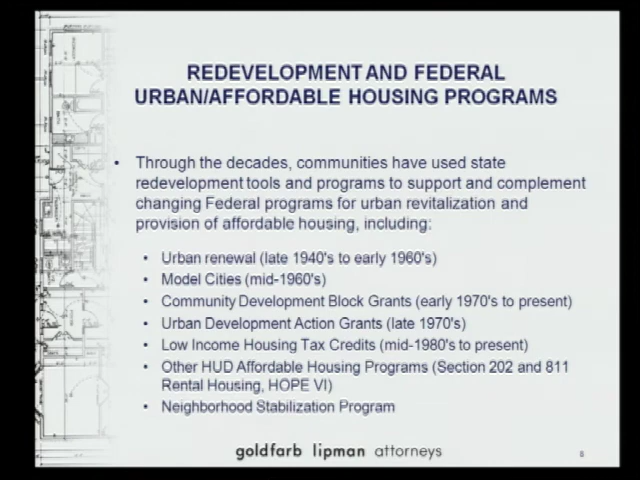 REDEVELOPMENT AND FEDERAL
URBAN/AFFORDABLE HOUSING PROGRAMS
• Through the decades, communities have used state
redevelopment tools and programs to support and complement
changing Federal programs for urban revitalization and
provision of affordable housing, including:
• Urban renewal (late 1940's to early 1960's)
• Model Cities (mid-1960's)
• Community Development Block Grants (early 1970's to present)
• Urban Development Action Grants (late 1970's)
• Low Income Housing Tax Credits (mid-1980's to present)
• Other HUD Affordable Housing Programs (Section 202 and 811
Rental Housing, HOPE VI)
• Neighborhood Stabilization Program
goldfarb lipman attorneys
8